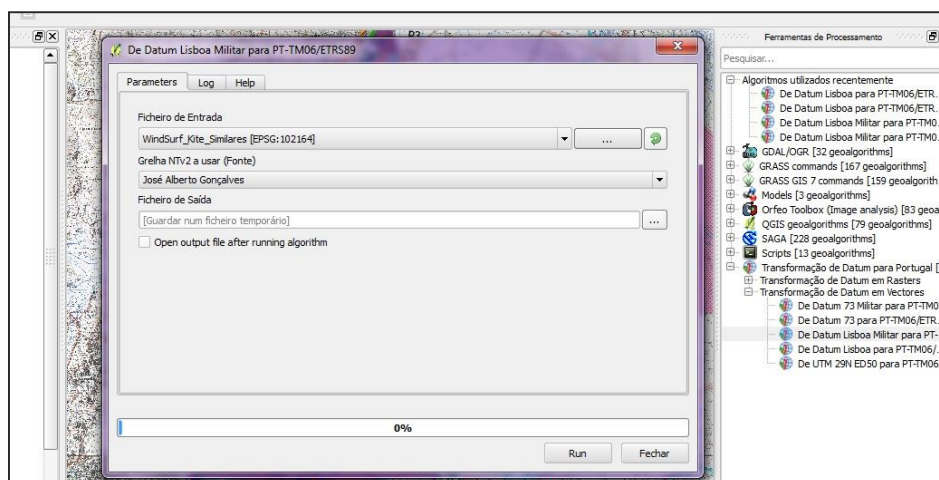 De Datum Lisboa Militar para PT-TM06/ETRS89
Parameters
Log
Help
Ficheiro de Entrada
WindSurf_Kite_Similares [EPSG:102164]
...
Grelha NTv2 a usar (Fonte)
José Alberto Gonçalves
Ficheiro de Saída
[Guardar num ficheiro temporário]
...
Open output file after running algorithm
0%
Run
Fechar
Ferramentas de Processamento
Pesquisar...
Algoritmos utilizados recentemente
De Datum Lisboa para PT-TM06/ETR.
De Datum Lisboa para PT-TM06/ETR.
De Datum Lisboa Militar para PT-TM0.
De Datum Lisboa Militar para PT-TM0.
GDAL/OGR [32 geoalgorithms]
GRASS commands [167 geoalgorithms]
GRASS GIS 7 commands [159 geoalgorith
Models [3 geoalgorithms]
Orfeo Toolbox (Image analysis) [83 geoa
QGIS geoalgorithms [79 geoalgorithms]
SAGA [228 geoalgorithms]
Scripts [13 geoalgorithms]
Transformação de Datum para Portugal [
Transformação de Datum em Rasters
Transformação de Datum em Vectores
De Datum 73 Militar para PT-TM0
De Datum 73 para PT-TM06/ETR.
De Datum Lisboa Militar para PT-
De Datum Lisboa para PT-TM06/.
De UTM 29N ED50 para PT-TM06